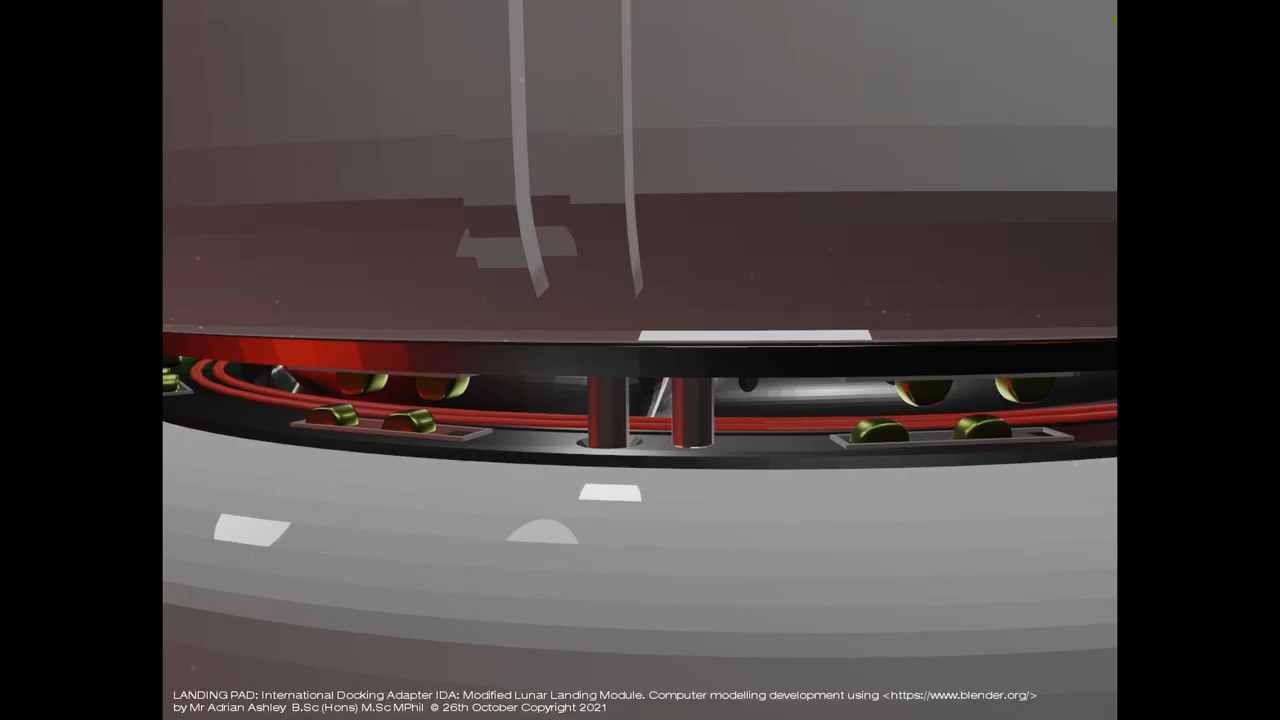 LANDING PAD: International Docking Adapter IDA: Modified Lunar Landing Module. Computer modelling development using <https://www.blender.org/>
by Mr Adrian Ashley B.Sc (Hons) M.Sc MPhil © 26th October Copyright 2021